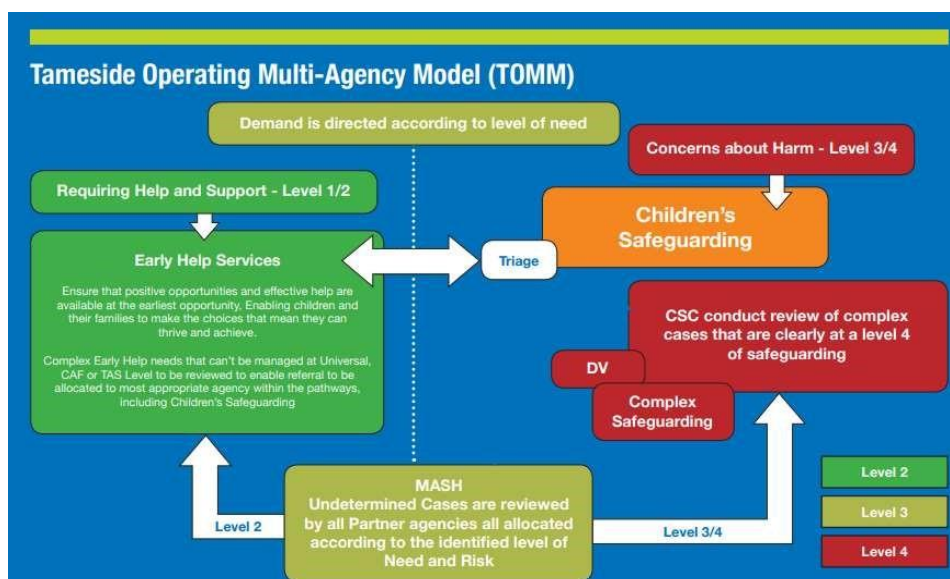 Tameside Operating Multi-Agency Model (TOMM)
Demand is directed according to level of need
Concerns about Harm - Level 3/4
Requiring Help and Support - Level 1/2
Children's
Safeguarding
Early Help Services
Triage
Ensure that positive opportunities and effective help are
available at the earliest opportunity, Enabling children and
their families to make the choices that mean they can
thrive and achieve.
Complex Early Help needs that can't be managed at Universal,
CAF or TAS Level to be reviewed to enable referral to be
allocated to most appropriate agency within the pathways,
including Children's Safeguarding
CSC conduct review of complex
cases that are clearly at a level 4
of safeguarding
DV
Complex
Safeguarding
MASH
Undetermined Cases are reviewed
by all Partner agencies all allocated
according to the identified level of
Need and Risk
Level 2
Level 3/4
Level 2
Level 3
Level 4